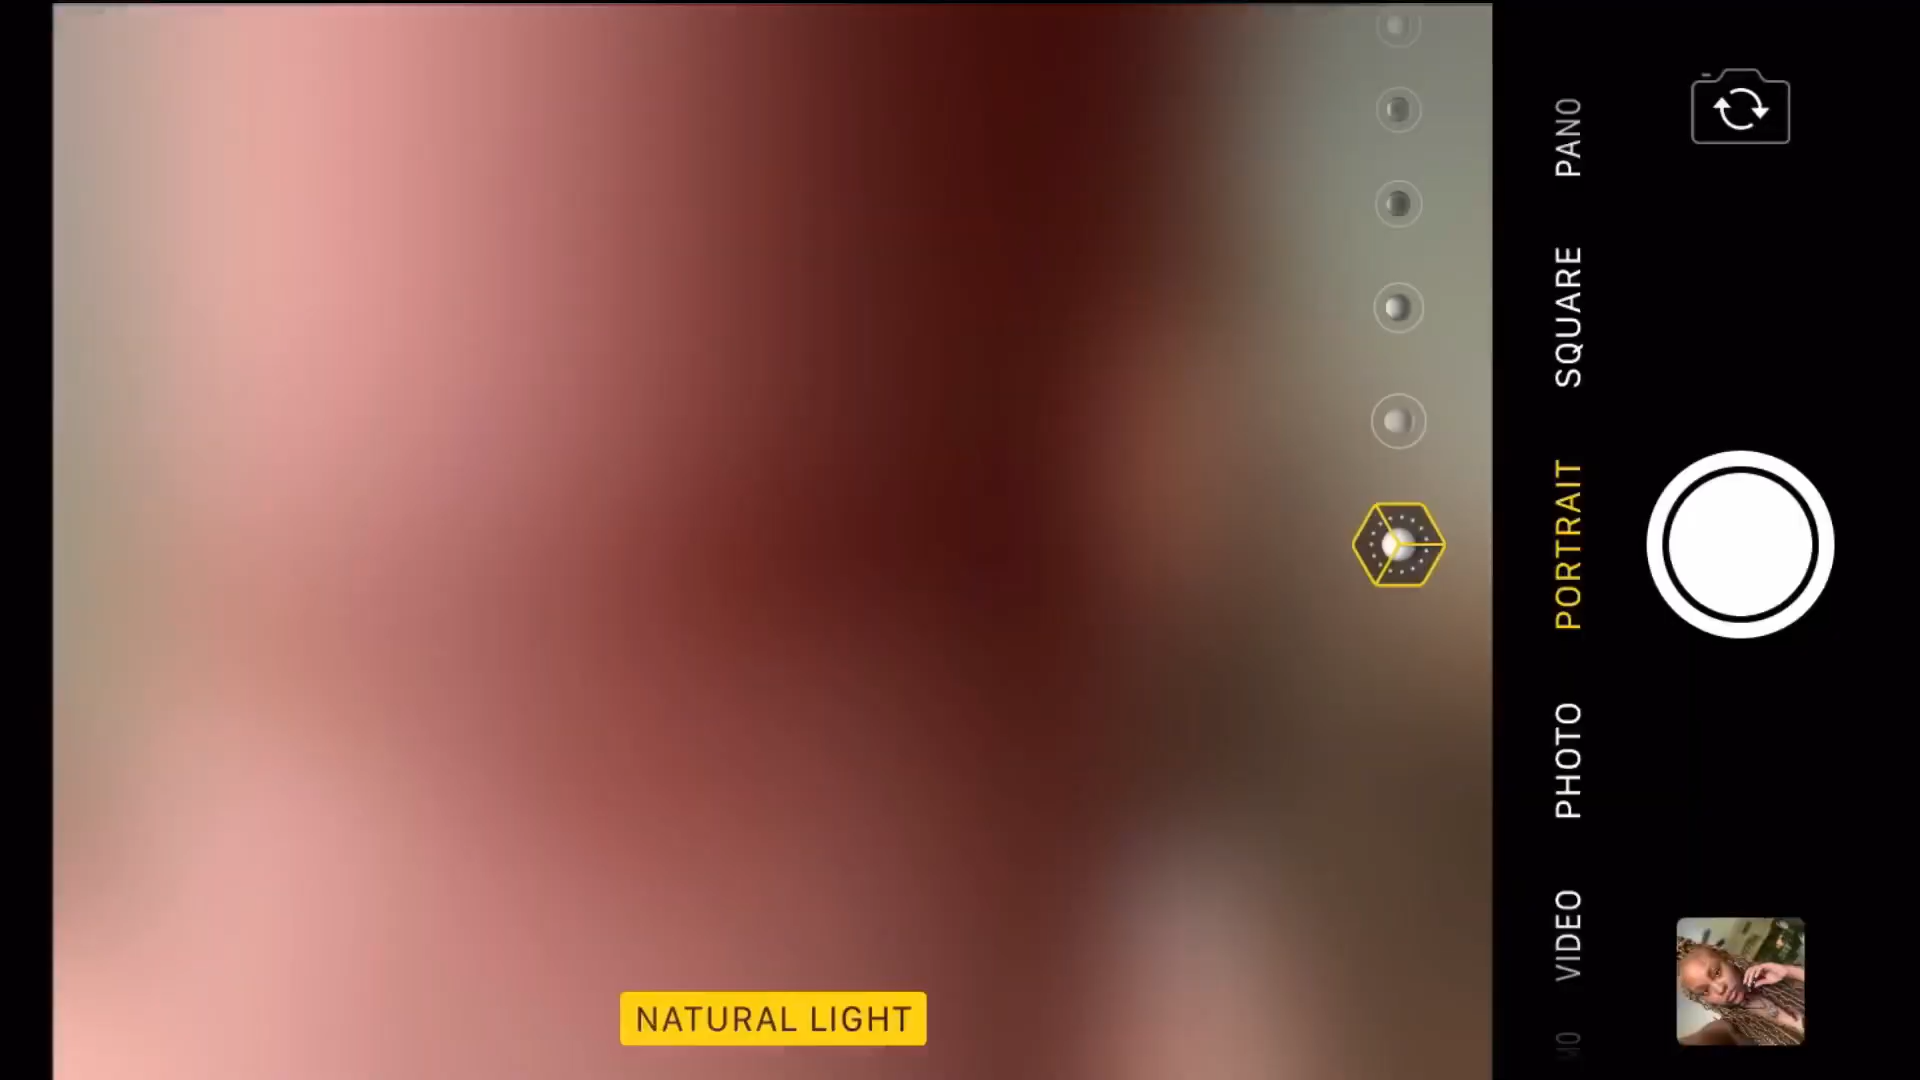 PANO
SQUARE
PORTRAIT
PHOTO
VIDEO
NATURAL LIGHT